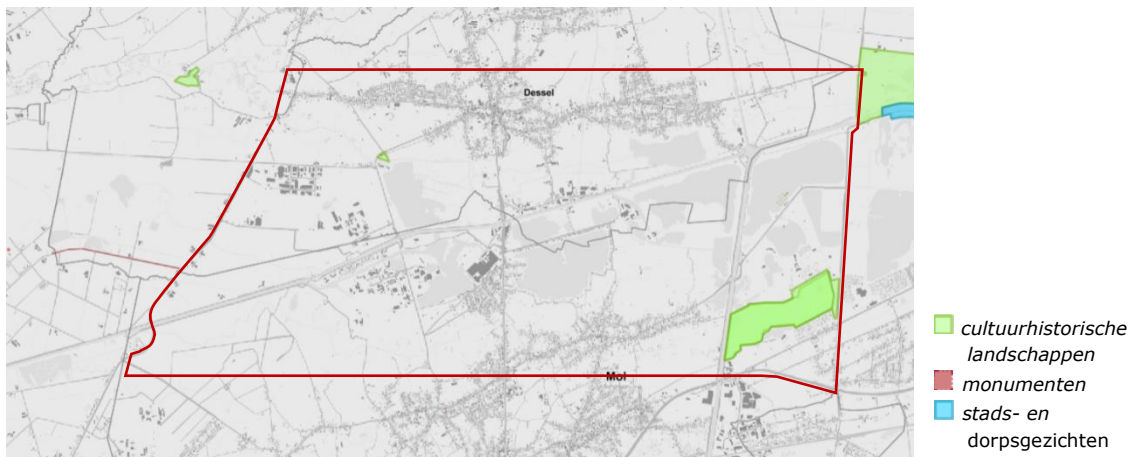 Dessel
Mol
cultuurhistorische
landschappen
monumenten
stads- en
dorpsgezichten